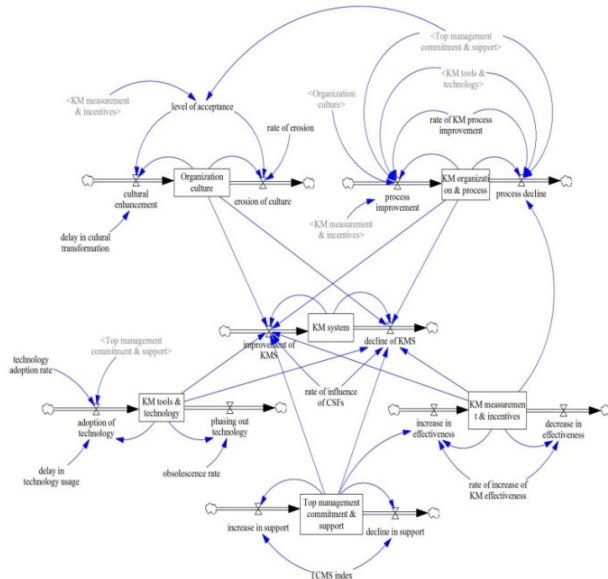 <Top management
commitment & support>
<KM tools &
technology>
<KM measurement
& incentives>
level of acceptance
<Organization
culture>
rate of erosion
rate of KM process
improvement
Organization
culture
KM organizati
on & process
cultural
enhancement
erosion of culture
process
improvement
process decline
delay in culural
transformation
<KM measurement
& incentives>
KM system
improvement of
KMS
decline of KMS
<Top management
commitment & support>
technology
adoption rate
KM tools &
technology
rate of influence
of CSFs
KM measuremen
t & incentives
adoption of
technology
phasing out
technology
increase in
effectiveness
decrease in
effectiveness
delay in
technology usage
obsolescence rate
rate of increase of
KM effectiveness
Top management
commitment &
support
increase in support
decline in support
TCMS index